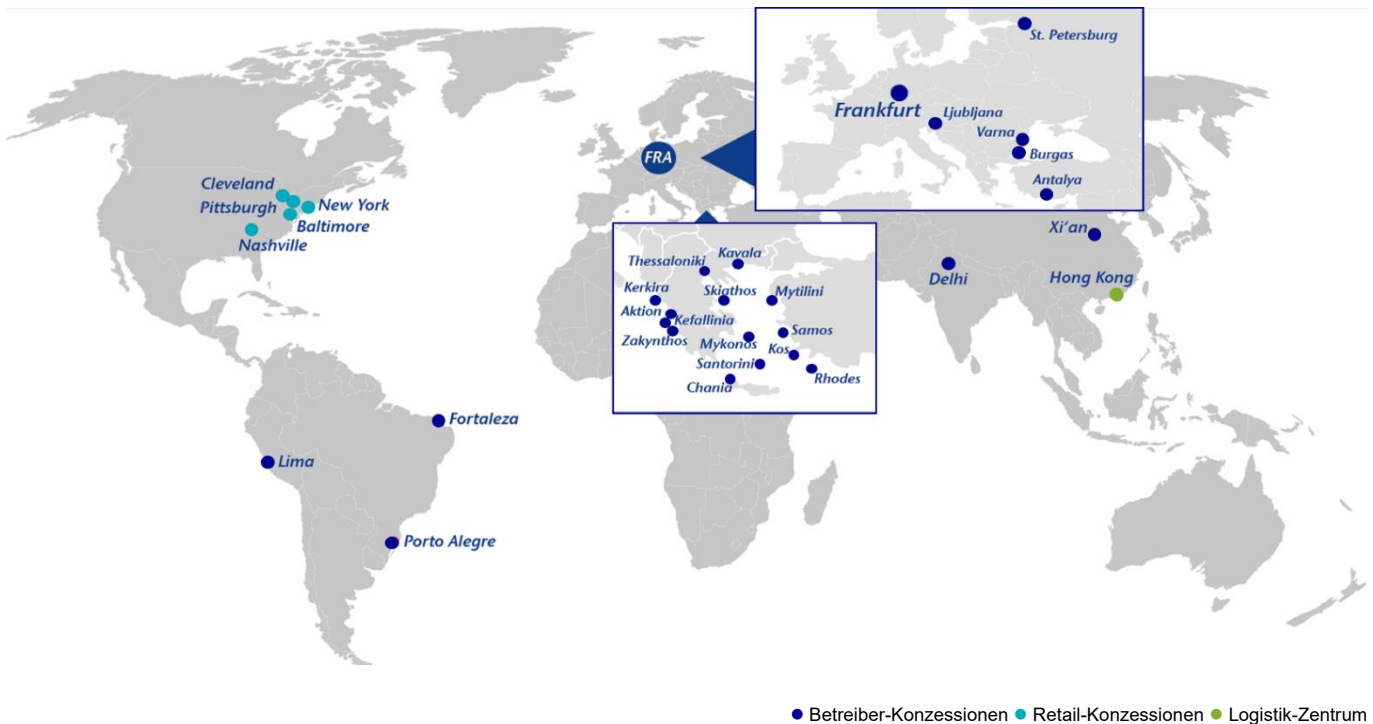 St. Petersburg
Frankfurt
Ljubljana
Varna
Burgas
Antalya
FRA
Cleveland
Pittsburgh
New York
Baltimore
Nashville
Thessaloniki
Kavala
Kerkira
Skiathos
Mytilini
Aktion
Kefallinia
Zakynthos
Mykonos
Samos
Kos
Santorini
Rhodes
Chania
Xi'an
Delhi
Hong Kong
Fortaleza
Lima
Porto Alegre
Betreiber-Konzessionen Retail-Konzessionen Logistik-Zentrum